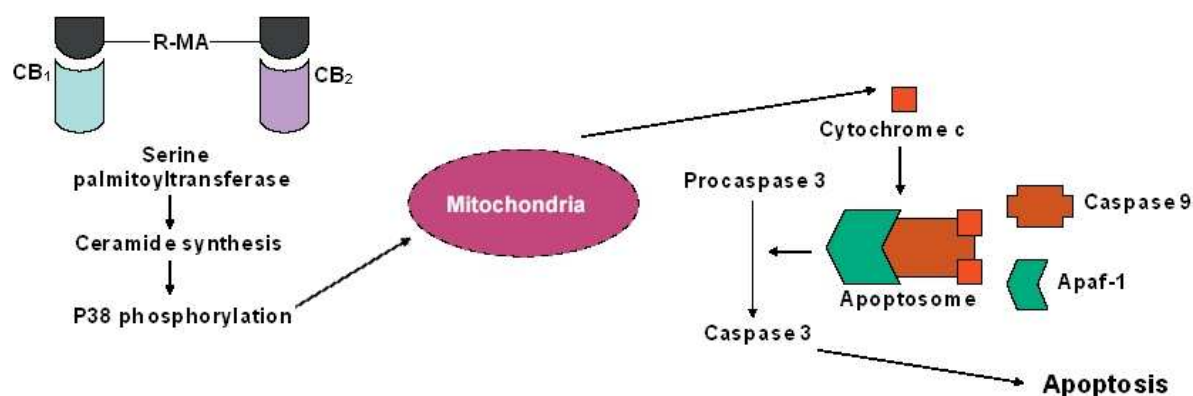 R-MA
CB₁
CB₂
Serine
palmitoyltransferase
Ceramide synthesis
P38 phosphorylation
Mitochondria
Cytochrome c
Procaspase 3
Caspase 9
Apaf-1
Apoptosome
Caspase 3
Apoptosis